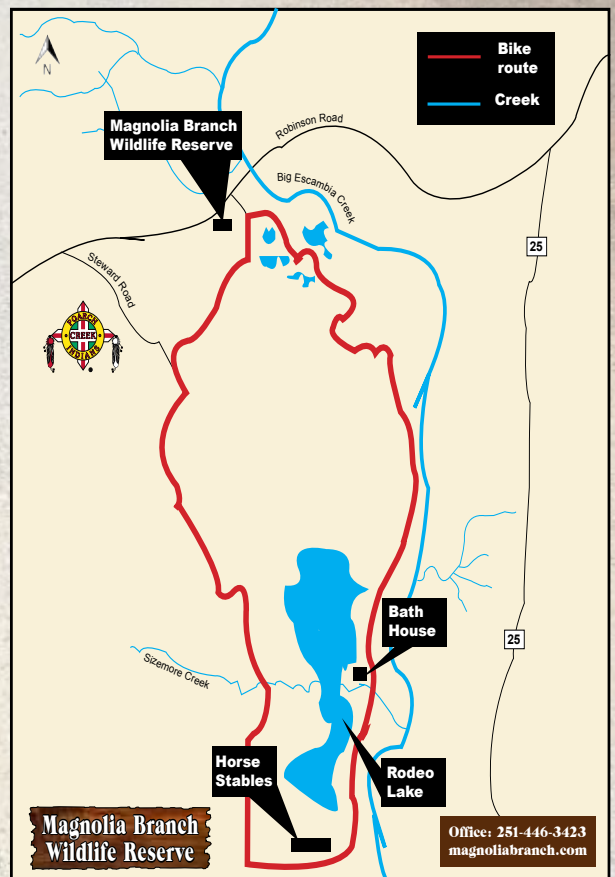 N
Bike
route
Creek
Magnolia Branch
Wildlife Reserve
Robinson Road
Big Escambia Creek
25
Steward Road
POARCH
CREEK
INDIANS
25
Bath
House
Sizemore Creek
Horse
Stables
Rodeo
Lake
Magnolia Branch
Wildlife Reserve
Office: 251-446-3423
magnoliabranch.com